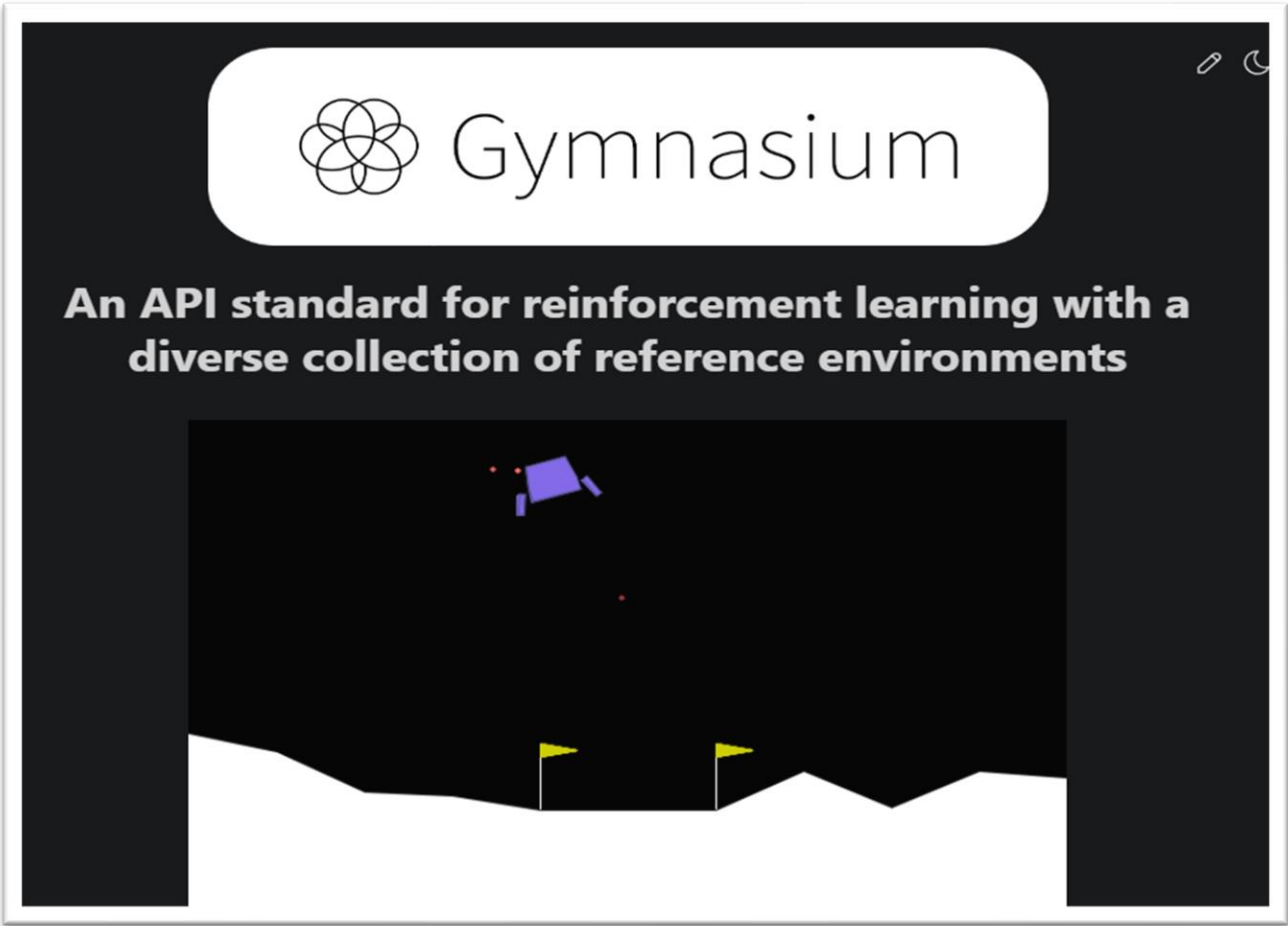 Gymnasium
An API standard for reinforcement learning with a
diverse collection of reference environments